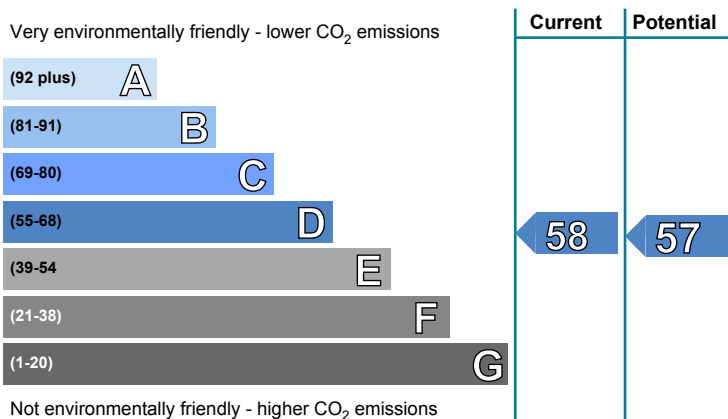 Very environmentally friendly - lower CO2 emissions
Current Potential
(92 plus) A
(81-91) B
(69-80) C
(55-68) D
58 57
(39-54 E
(21-38) F
(1-20) G
Not environmentally friendly - higher CO2 emissions